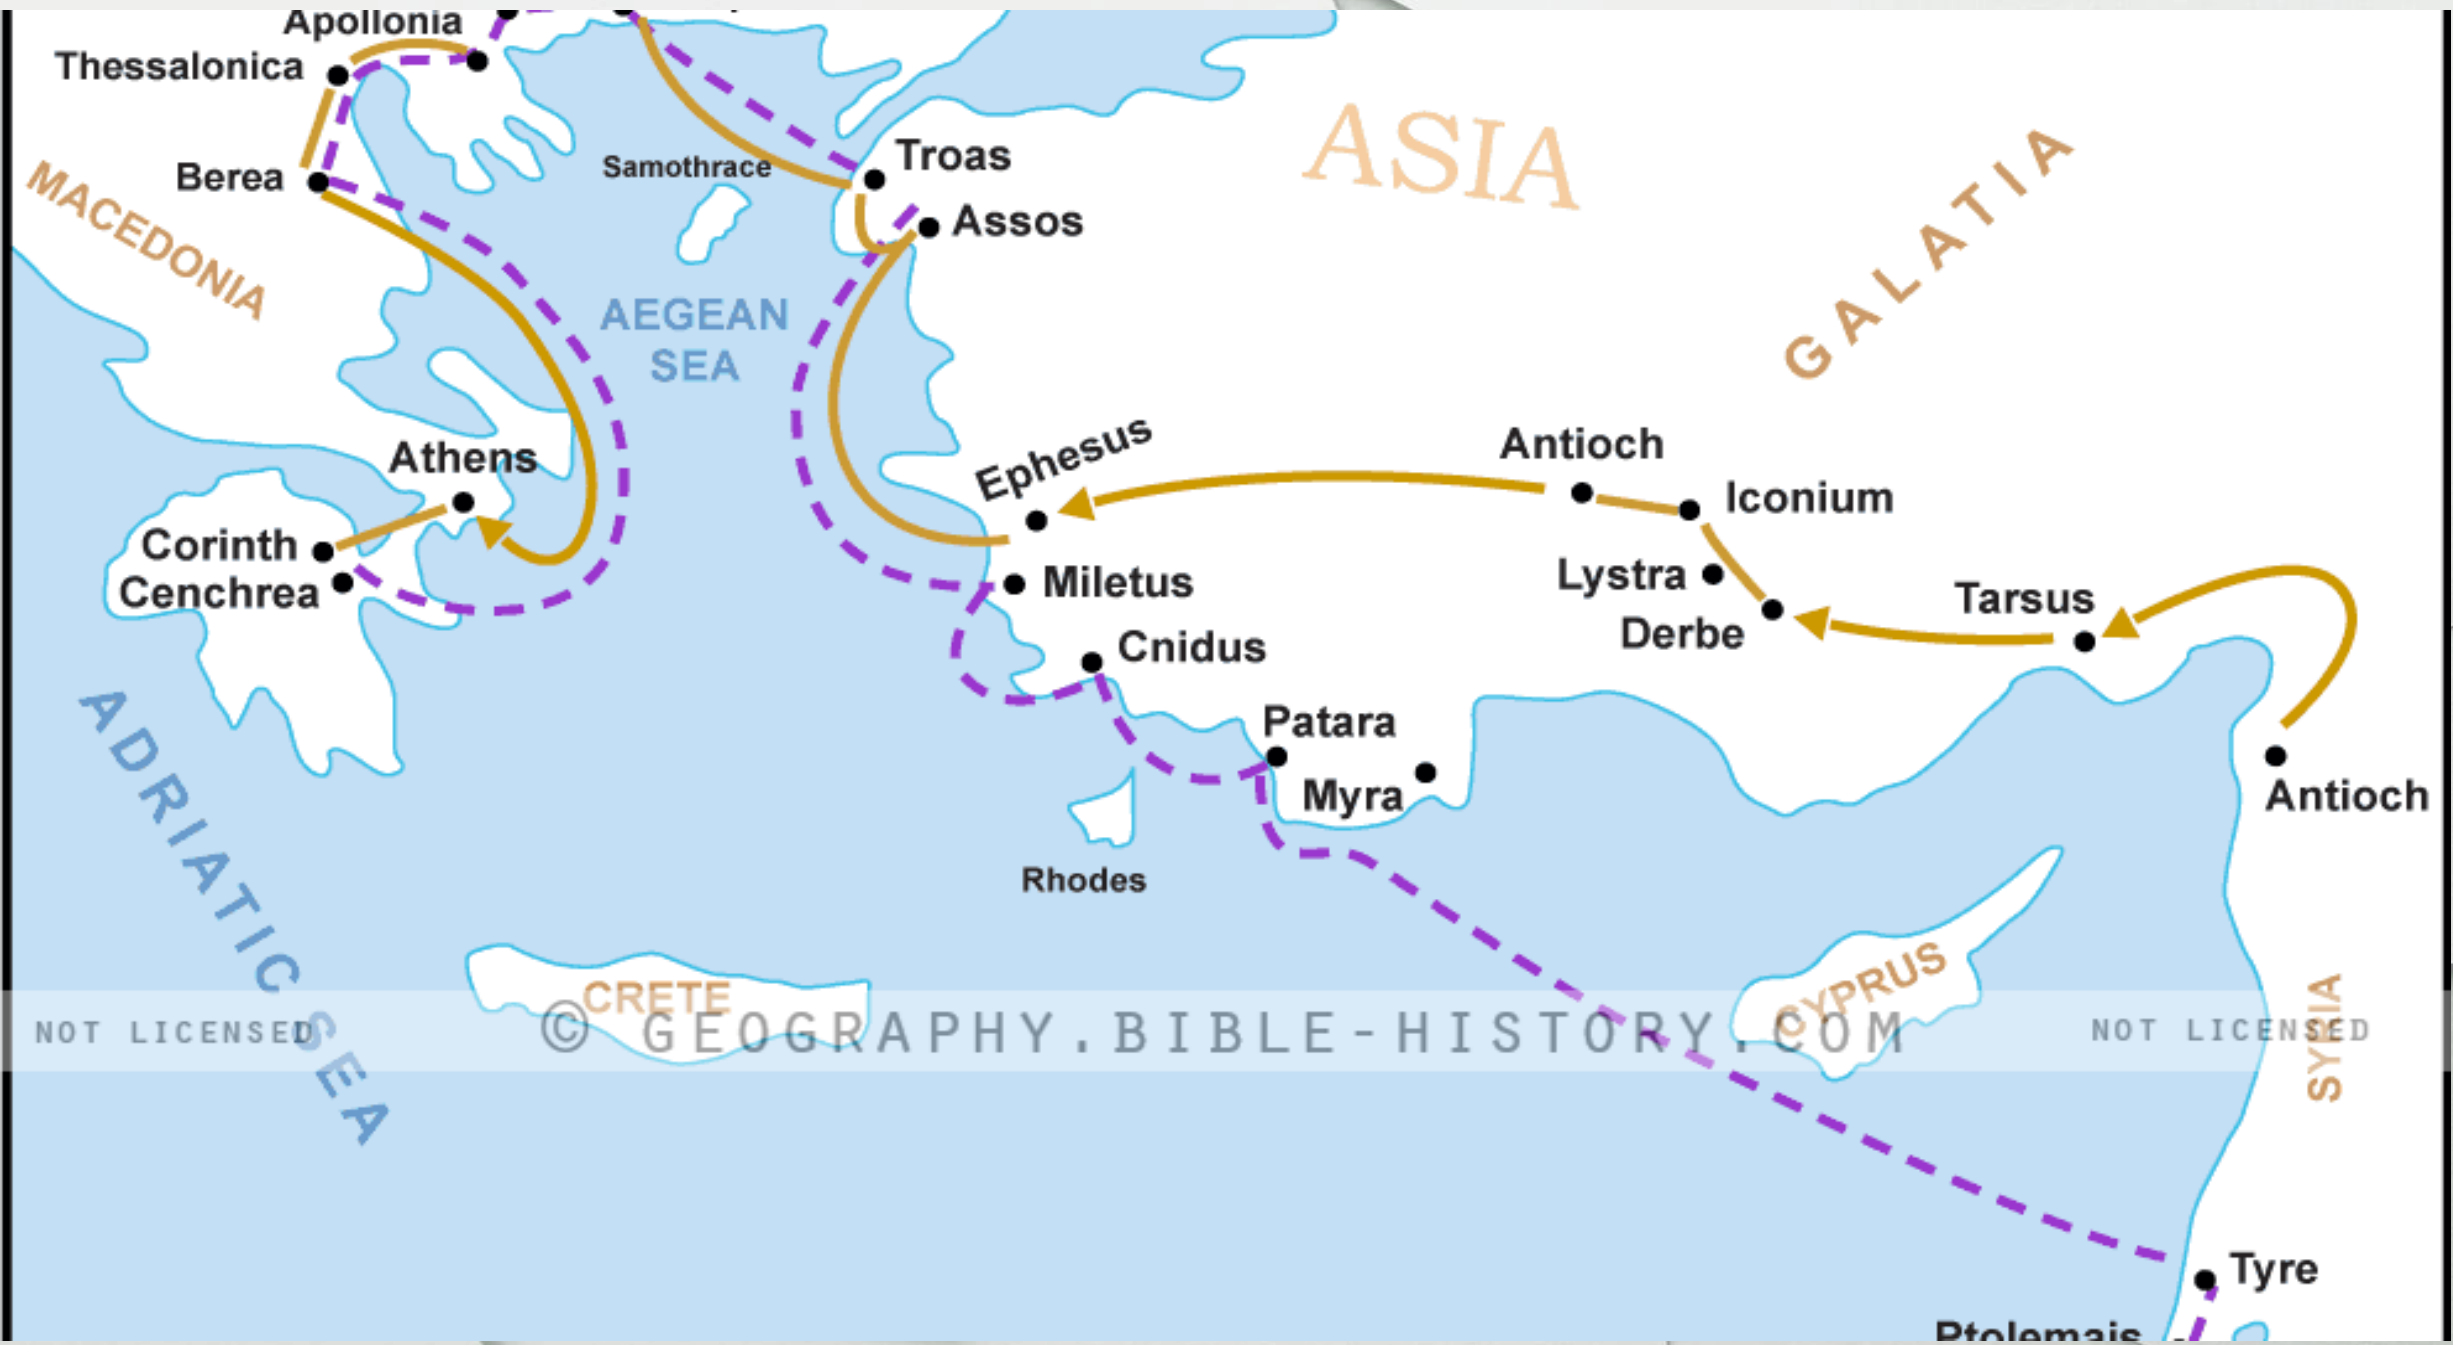 Apollonia
Thessalonica
Troas
Samothrace
Berea
Assos
MACEDONIA
ASIA
GALATIA
AEGEAN
SEA
Ephesus
Antioch
Athens
Iconium
Corinth
Cenchrea
Miletus
Lystra
Tarsus
Derbe
Cnidus
Patara
Myra
Antioch
ADRIATIC SEA
Rhodes
CRETE
CYPRUS
SYRIA
NOT LICENSED
© GEOGRAPHY.BIBLE-HISTORY.COM
NOT LICENSED
Tyre
Ptolemais